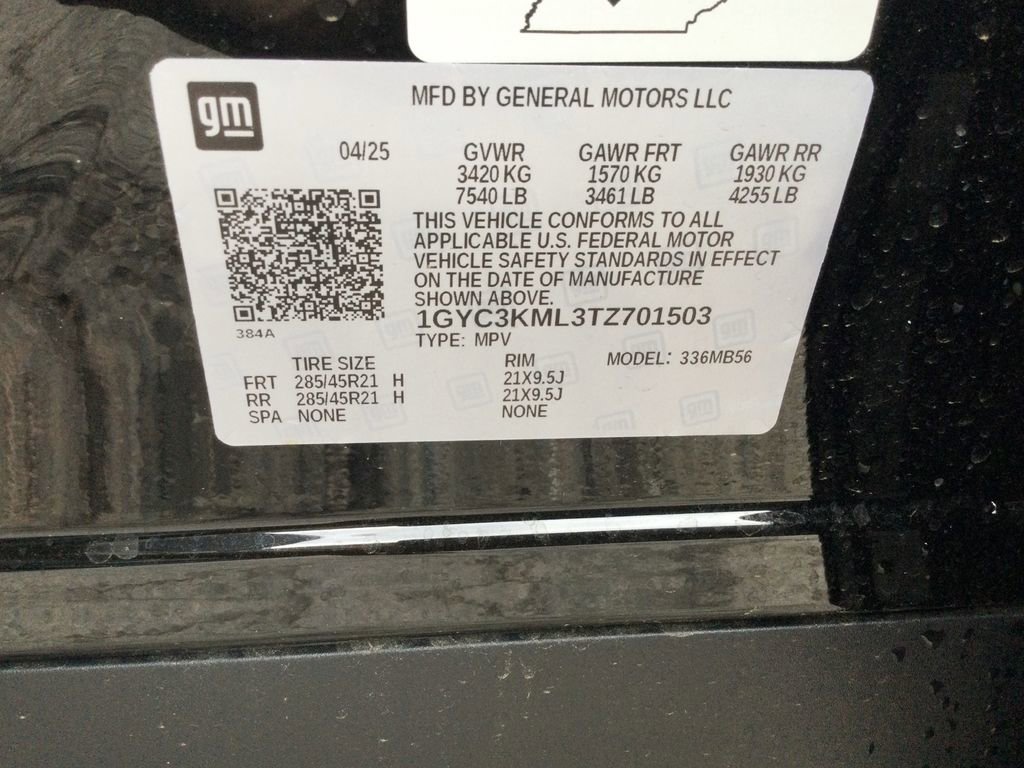 gm
MFD BY GENERAL MOTORS LLC
04/25 GVWR GAWR FRT GAWR RR
3420 KG 1570 KG 1930 KG
7540 LB 3461 LB 4255 LB
THIS VEHICLE CONFORMS TO ALL
APPLICABLE U.S. FEDERAL MOTOR
VEHICLE SAFETY STANDARDS IN EFFECT
ON THE DATE OF MANUFACTURE
SHOWN ABOVE.
384A
1GYC3KML3TZ701503
TYPE: MPV
TIRE SIZE RIM MODEL: 336MB56
FRT 285/45R21 H 21X9.5J
RR 285/45R21 H 21X9.5J
SPA NONE NONE